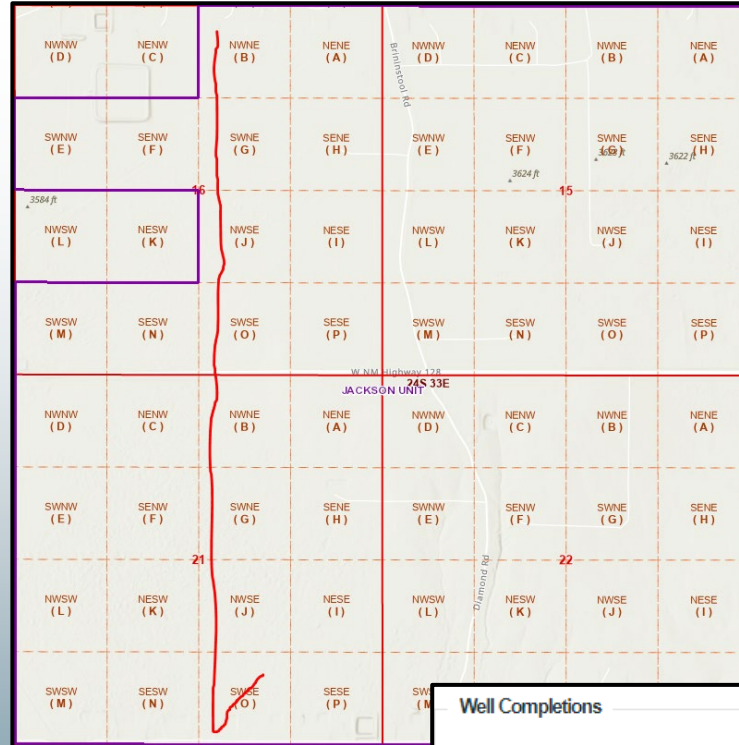 NWNW NENW NWNE NENE NWNW NENW NWNE NENE
(D) (C) (B) (A) (D) (C) (B) (A)
Brininstool Rd
SWNW SENW SWNE SENE SWNW SENW SWNE SENE
(E) (F) (G) (H) (E) (F) (G) (H)
3622 ft
3624 ft
16 15
3584 ft
NWSW NESW NWSE NESE NWSW NESW NWSE NESE
(L) (K) (J) (I) (L) (K) (J) (I)
SWSW SESW SWSE SESE SWSW SESW SWSE SESE
(M) (N) (O) (P) (M) (N) (O) (P)
W NM Highway 128
24S 33E
JACKSON UNIT
NWNW NENW NWNE NENE NWNW NENW NWNE NENE
(D) (C) (B) (A) (D) (C) (B) (A)
SWNW SENW SWNE SENE SWNW SENW SWNE SENE
(E) (F) (G) (H) (E) (F) (G) (H)
21 22
Diamond Rd
NWSW NESW NWSE NESE NWSW NESW NWSE NESE
(L) (K) (J) (I) (L) (K) (J) (I)
SWSW SESW SWSE SESE
(M) (N) (O) (P)
Well Completions